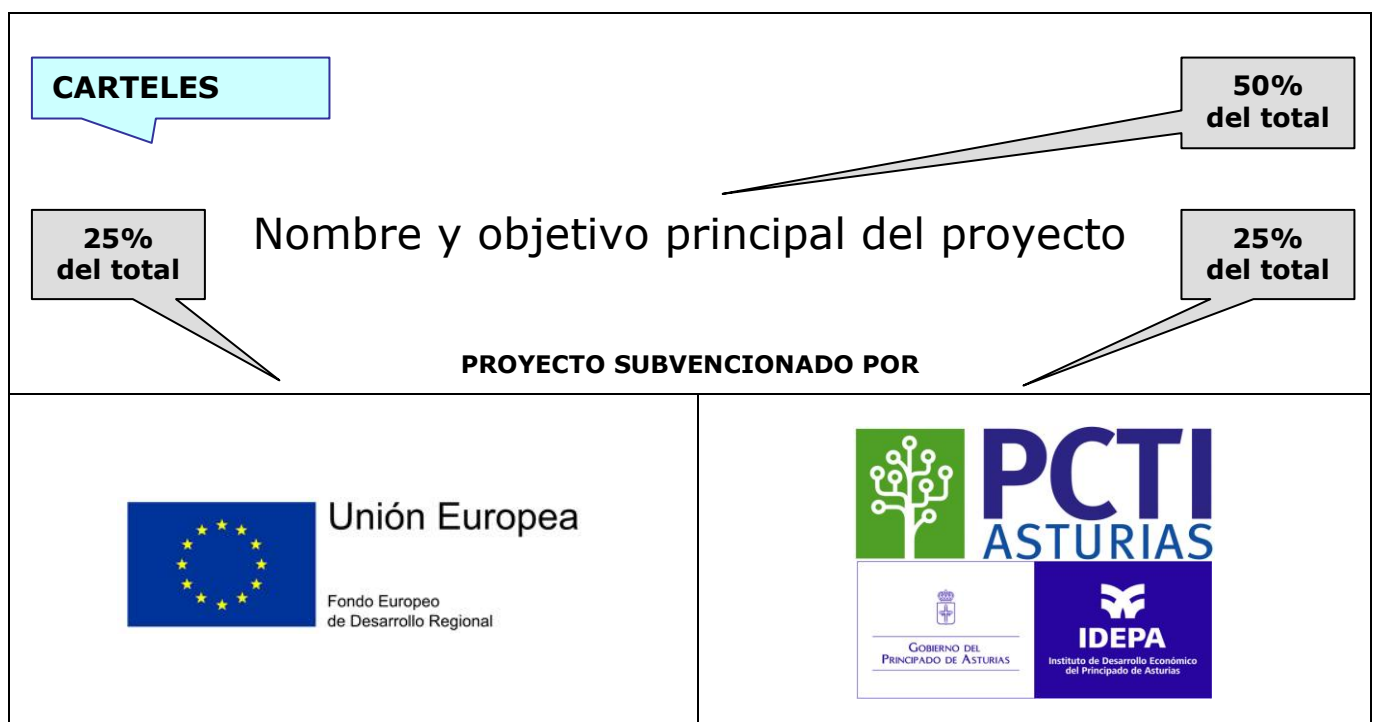 CARTELES
50%
del total
Nombre y objetivo principal del proyecto
25%
del total
25%
del total
PROYECTO SUBVENCIONADO POR
Unión Europea
Fondo Europeo
de Desarrollo Regional
PCTI
ASTURIAS
GOBIERNO DEL
PRINCIPADO DE ASTURIAS
IDEPA
Instituto de Desarrollo Económico
del Principado de Asturias